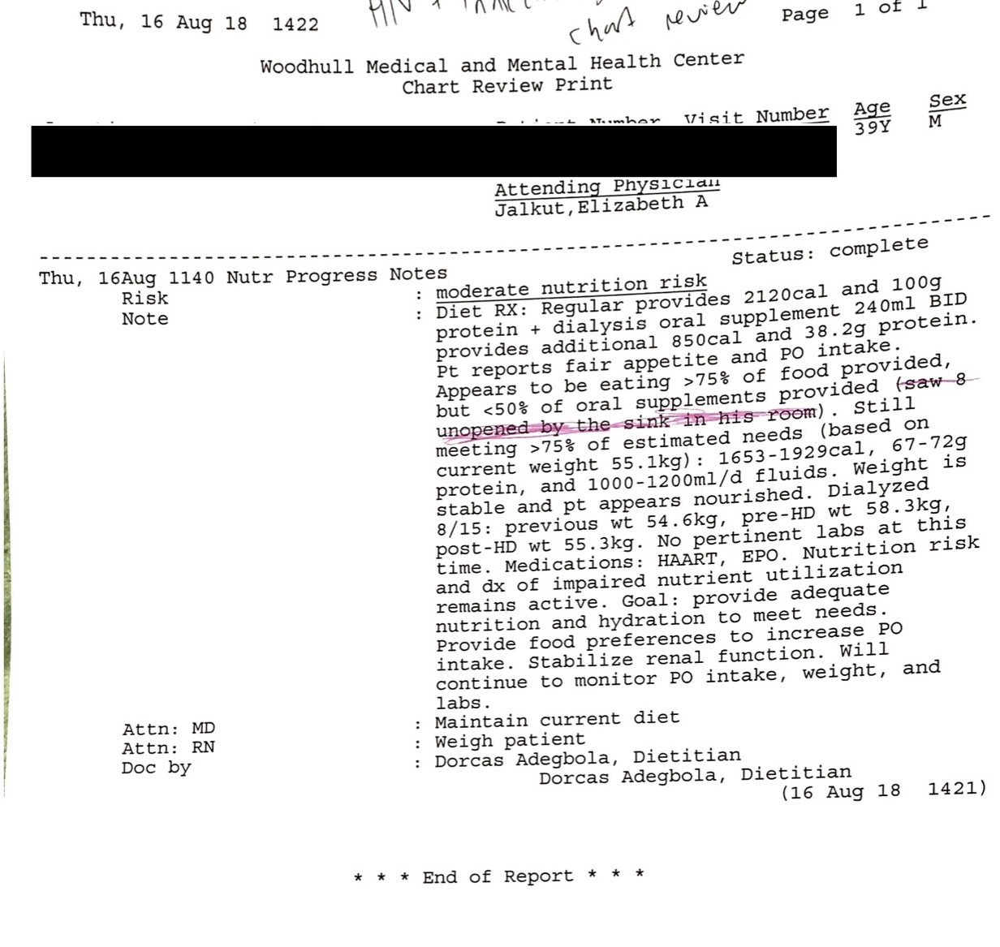 Thu, 16 Aug 18 1422
chart review
Page 1 of 1
Woodhull Medical and Mental Health Center
Chart Review Print
Patient Number Visit Number Age Sex
39Y M
Attending Physician
Jalkut,Elizabeth A
Status: complete
Thu, 16Aug 1140 Nutr Progress Notes
Risk : moderate nutrition risk
Note : Diet RX: Regular provides 2120cal and 100g
protein + dialysis oral supplement 240ml BID
provides additional 850cal and 38.2g protein.
Pt reports fair appetite and PO intake.
Appears to be eating >75% of food provided,
but <50% of oral supplements provided (saw 8
unopened by the sink in his room). Still
meeting >75% of estimated needs (based on
current weight 55.1kg): 1653-1929cal, 67-72g
protein, and 1000-1200ml/d fluids. Weight is
stable and pt appears nourished. Dialyzed
8/15: previous wt 54.6kg, pre-HD wt 58.3kg,
post-HD wt 55.3kg. No pertinent labs at this
time. Medications: HAART, EPO. Nutrition risk
and dx of impaired nutrient utilization
remains active. Goal: provide adequate
nutrition and hydration to meet needs.
Provide food preferences to increase PO
intake. Stabilize renal function. Will
continue to monitor PO intake, weight, and
labs.
Attn: MD : Maintain current diet
Attn: RN : Weigh patient
Doc by : Dorcas Adegbola, Dietitian
Dorcas Adegbola, Dietitian
(16 Aug 18 1421)
* * * End of Report * * *